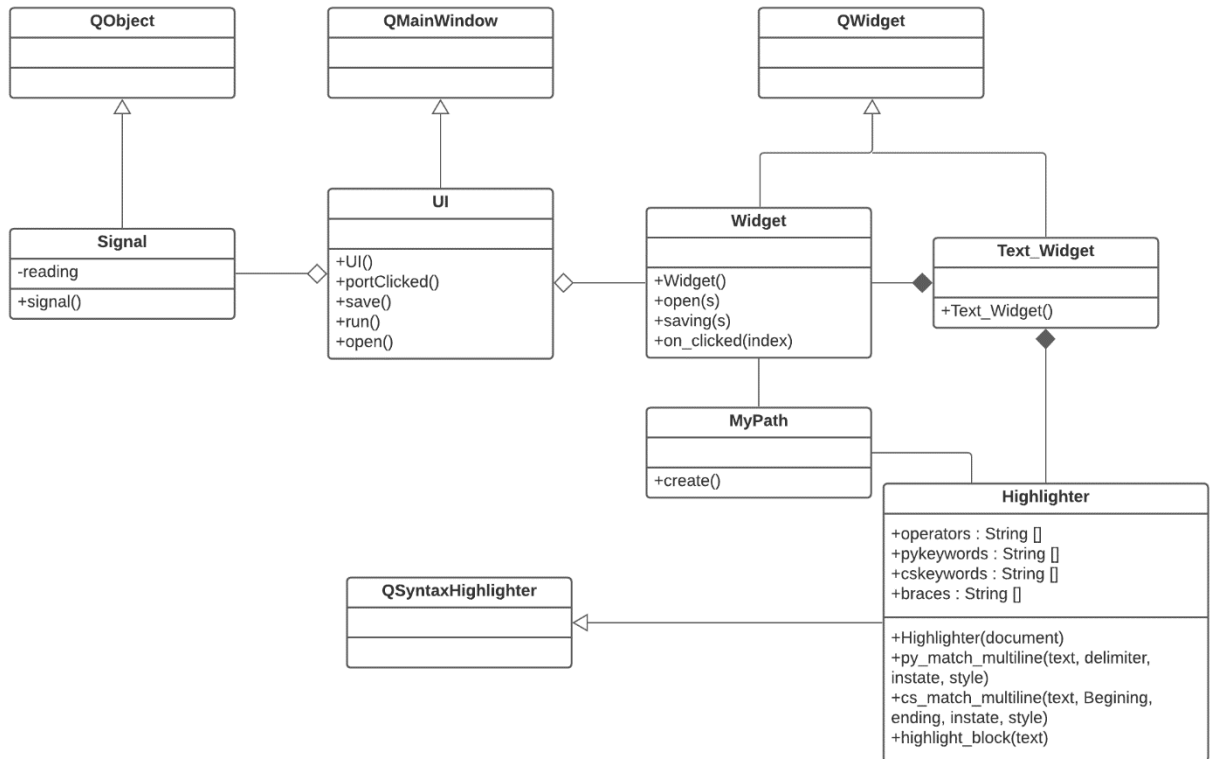 QObject
QMainWindow
QWidget
UI
+UI()
+portClicked()
+save()
+run()
+open()
Signal
-reading
+signal()
Widget
+Widget()
+open(s)
+saving(s)
+on_clicked(index)
Text_Widget
+Text_Widget()
MyPath
+create()
Highlighter
+operators : String []
+pykeywords : String []
+cskeywords : String []
+braces : String []
+Highlighter(document)
+py_match_multiline(text, delimiter,
instate, style)
+cs_match_multiline(text, Begining,
ending, instate, style)
+highlight_block(text)
QSyntaxHighlighter